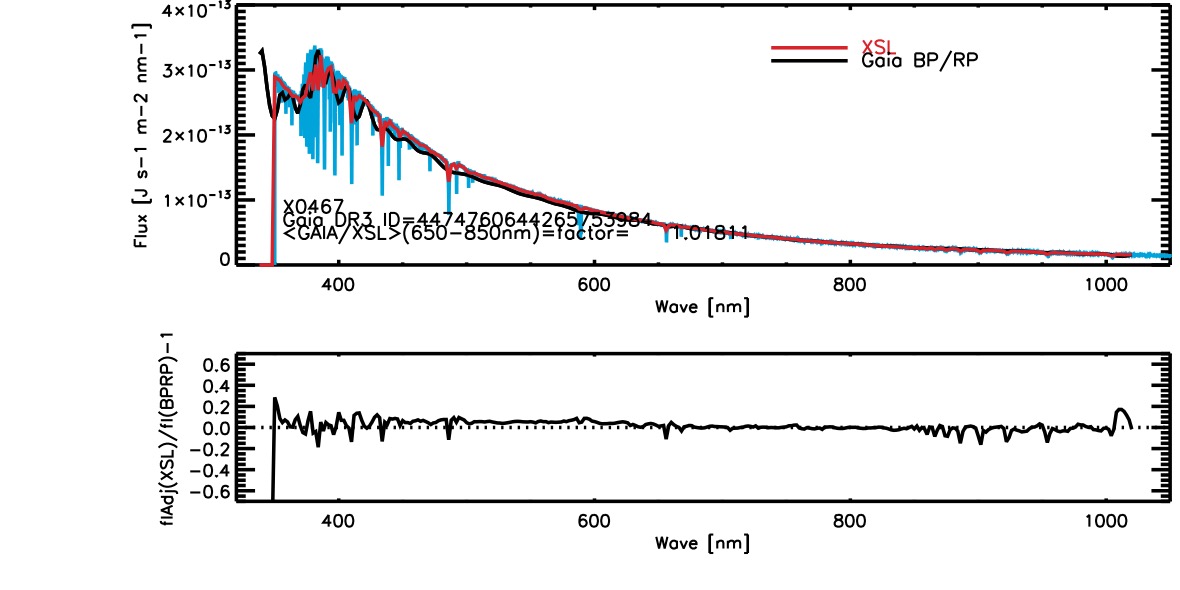 4×10−13
3×10−13
2×10−13
1×10−13
0
Flux [J s−1 m−2 nm−1]
XSL
Gaia BP/RP
X0467
Gaia DR3 ID=4474760644265753984
<GAIA/XSL>(650−850nm)=factor= 1.01811
400 600 800 1000
Wave [nm]
0.6
0.4
0.2
0.0
−0.2
−0.4
−0.6
flAdj(XSL)/fl(BPRP)−1
400 600 800 1000
Wave [nm]